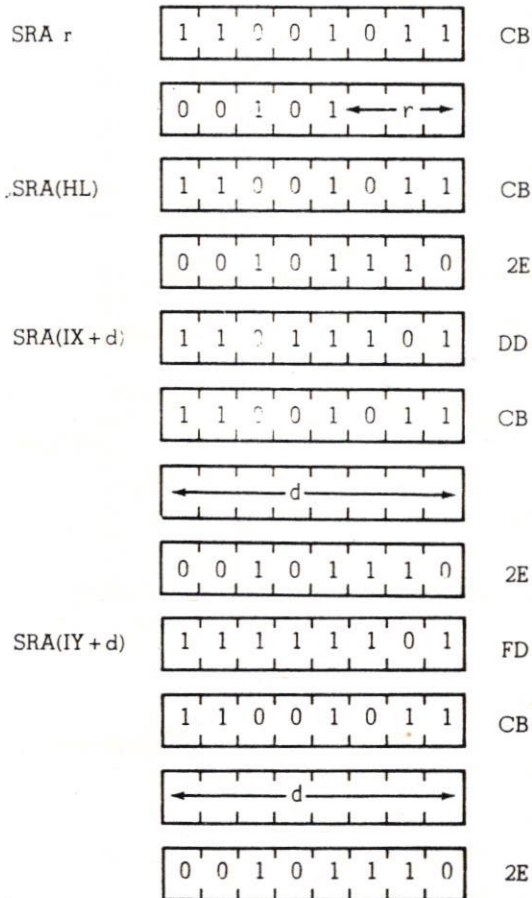 SRA r 1 1 0 0 1 0 1 1 CB
0 0 1 0 1 r
SRA(HL) 1 1 0 0 1 0 1 1 CB
0 0 1 0 1 1 1 0 2E
SRA(IX + d) 1 1 0 1 1 1 0 1 DD
1 1 0 0 1 0 1 1 CB
d
0 0 1 0 1 1 1 0 2E
SRA(IY + d) 1 1 1 1 1 1 0 1 FD
1 1 0 0 1 0 1 1 CB
d
0 0 1 0 1 1 1 0 2E